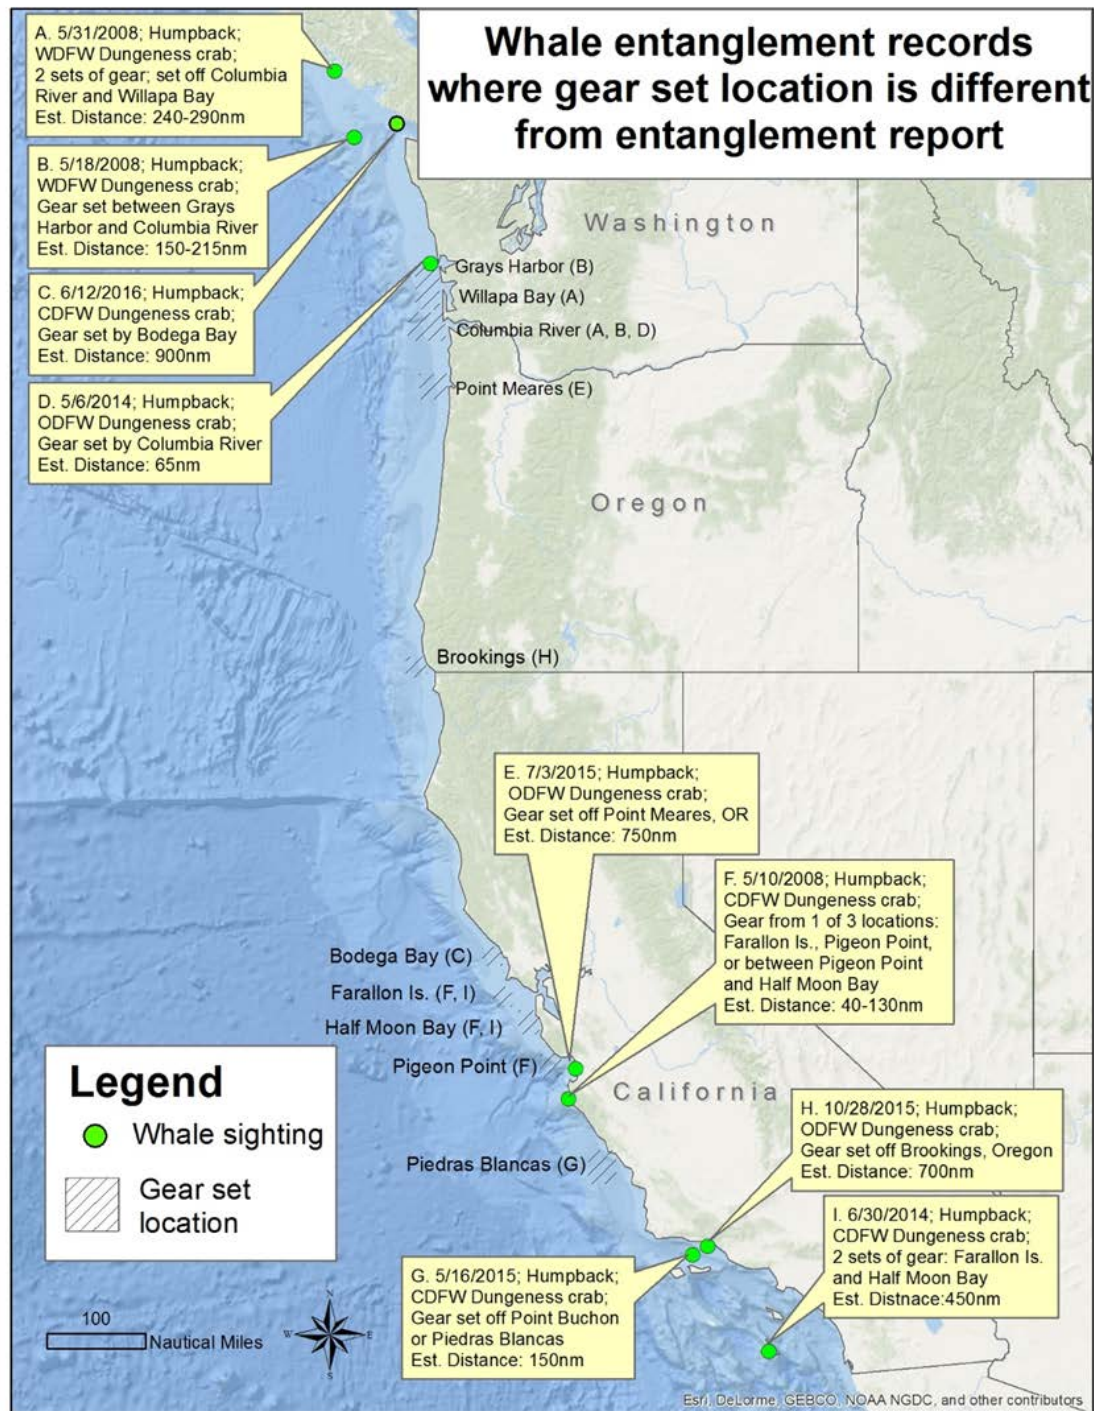 Whale entanglement records
where gear set location is different
from entanglement report
A. 5/31/2008; Humpback;
WDFW Dungeness crab;
2 sets of gear; set off Columbia
River and Willapa Bay
Est. Distance: 240-290nm
B. 5/18/2008; Humpback;
WDFW Dungeness crab;
Gear set between Grays
Harbor and Columbia River
Est. Distance: 150-215nm
C. 6/12/2016; Humpback;
CDFW Dungeness crab;
Gear set by Bodega Bay
Est. Distance: 900nm
D. 5/6/2014; Humpback;
ODFW Dungeness crab;
Gear set by Columbia River
Est. Distance: 65nm
Washington
Grays Harbor (B)
Willapa Bay (A)
Columbia River (A, B, D)
Point Meares (E)
Oregon
Brookings (H)
E. 7/3/2015; Humpback;
ODFW Dungeness crab;
Gear set off Point Meares, OR
Est. Distance: 750nm
F. 5/10/2008; Humpback;
CDFW Dungeness crab;
Gear from 1 of 3 locations:
Farallon Is., Pigeon Point,
or between Pigeon Point
and Half Moon Bay
Est. Distance: 40-130nm
Bodega Bay (C)
Farallon Is. (F, I)
Half Moon Bay (F, I)
Pigeon Point (F)
California
Piedras Blancas (G)
H. 10/28/2015; Humpback;
ODFW Dungeness crab;
Gear set off Brookings, Oregon
Est. Distance: 700nm
I. 6/30/2014; Humpback;
CDFW Dungeness crab;
2 sets of gear: Farallon Is.
and Half Moon Bay
Est. Distnace:450nm
G. 5/16/2015; Humpback;
CDFW Dungeness crab;
Gear set off Point Buchon
or Piedras Blancas
Est. Distance: 150nm
Legend
Whale sighting
Gear set
location
100
Nautical Miles
N
W
E
S
Esri, DeLorme, GEBCO, NOAA NGDC, and other contributors